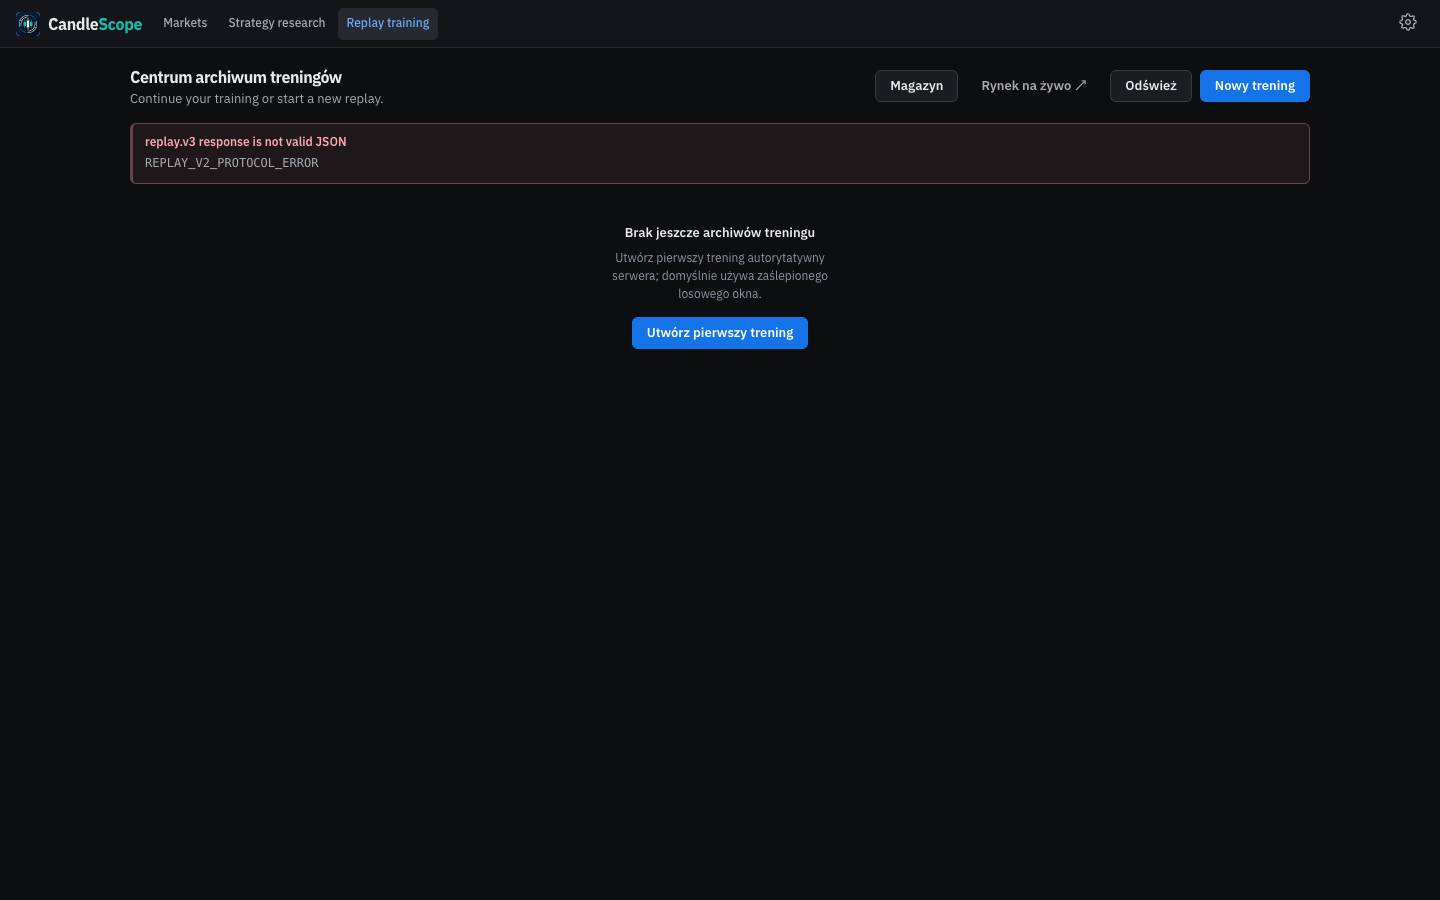 CandleScope
Markets
Strategy research
Replay training
Centrum archiwum treningów
Continue your training or start a new replay.
Magazyn
Rynek na żywo ↗
Odśwież
Nowy trening
replay.v3 response is not valid JSON
REPLAY_V2_PROTOCOL_ERROR
Brak jeszcze archiwów treningu
Utwórz pierwszy trening autorytatywny
serwera; domyślnie używa zaślepionego
losowego okna.
Utwórz pierwszy trening